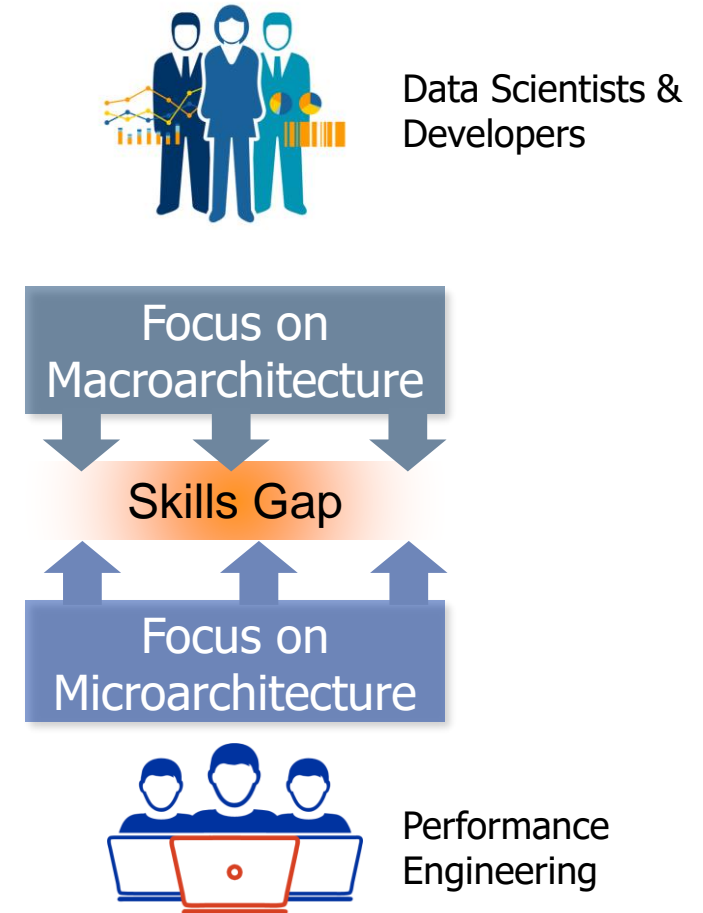 Data Scientists &
Developers
Focus on
Macroarchitecture
Skills Gap
Focus on
Microarchitecture
Performance
Engineering